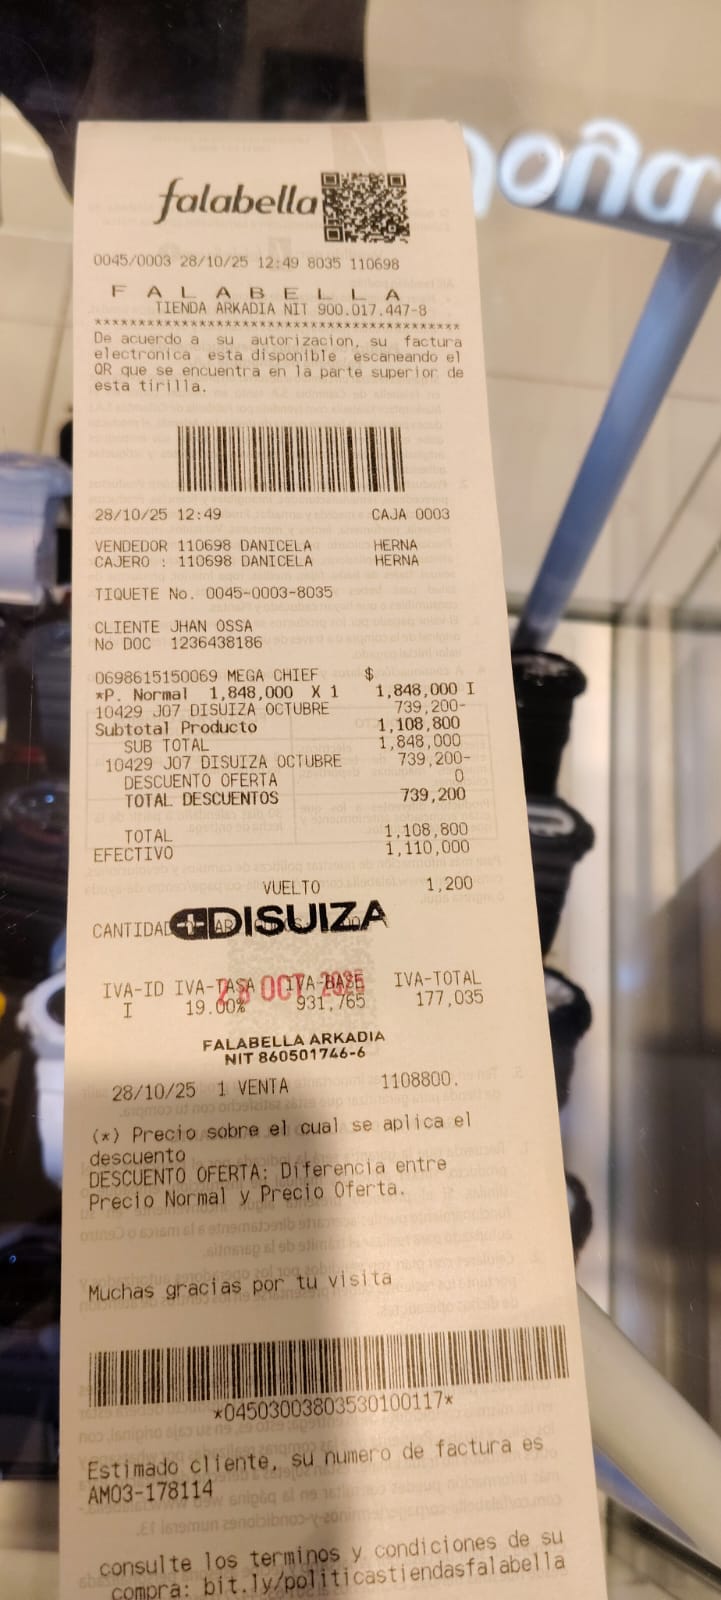 falabella
0045/0003 28/10/25 12:49 8035 110698
F A L A B E L L A
TIENDA ARKADIA NIT 900.017.447-8
**********************************************
De acuerdo a su autorizacion, su factura
electronica esta disponible escaneando el
QR que se encuentra en la parte superior de
esta tirilla.
28/10/25 12:49 CAJA 0003
VENDEDOR 110698 DANICELA HERNA
CAJERO : 110698 DANICELA HERNA
TIQUETE No. 0045-0003-8035
CLIENTE JHAN OSSA
No DOC 1236438186
0698615150069 MEGA CHIEF $
*P. Normal 1,848,000 X 1 1,848,000 I
10429 J07 DISUIZA OCTUBRE 739,200-
Subtotal Producto 1,108,800
SUB TOTAL 1,848,000
10429 J07 DISUIZA OCTUBRE 739,200-
DESCUENTO OFERTA 0
TOTAL DESCUENTOS 739,200
TOTAL 1,108,800
EFECTIVO 1,110,000
VUELTO 1,200
CANTIDAD
DISUIZA
IVA-ID IVA-TASA IVA-BASE IVA-TOTAL
I 19.00% 931,765 177,035
OCT
FALABELLA ARKADIA
NIT 860501746-6
28/10/25 1 VENTA 1108800.
(*) Precio sobre el cual se aplica el
descuento
DESCUENTO OFERTA: Diferencia entre
Precio Normal y Precio Oferta.
Muchas gracias por tu visita
*04503003803530100117*
Estimado cliente, su numero de factura es
AM03-178114
consulte los terminos y condiciones de su
compra: bit.ly/politicastiendasfalabella